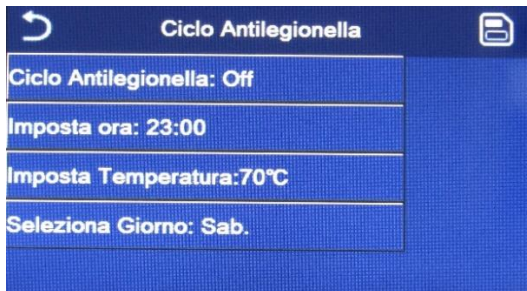 Ciclo Antilegionella
Ciclo Antilegionella: Off
Imposta ora: 23:00
Imposta Temperatura:70℃
Seleziona Giorno: Sab.